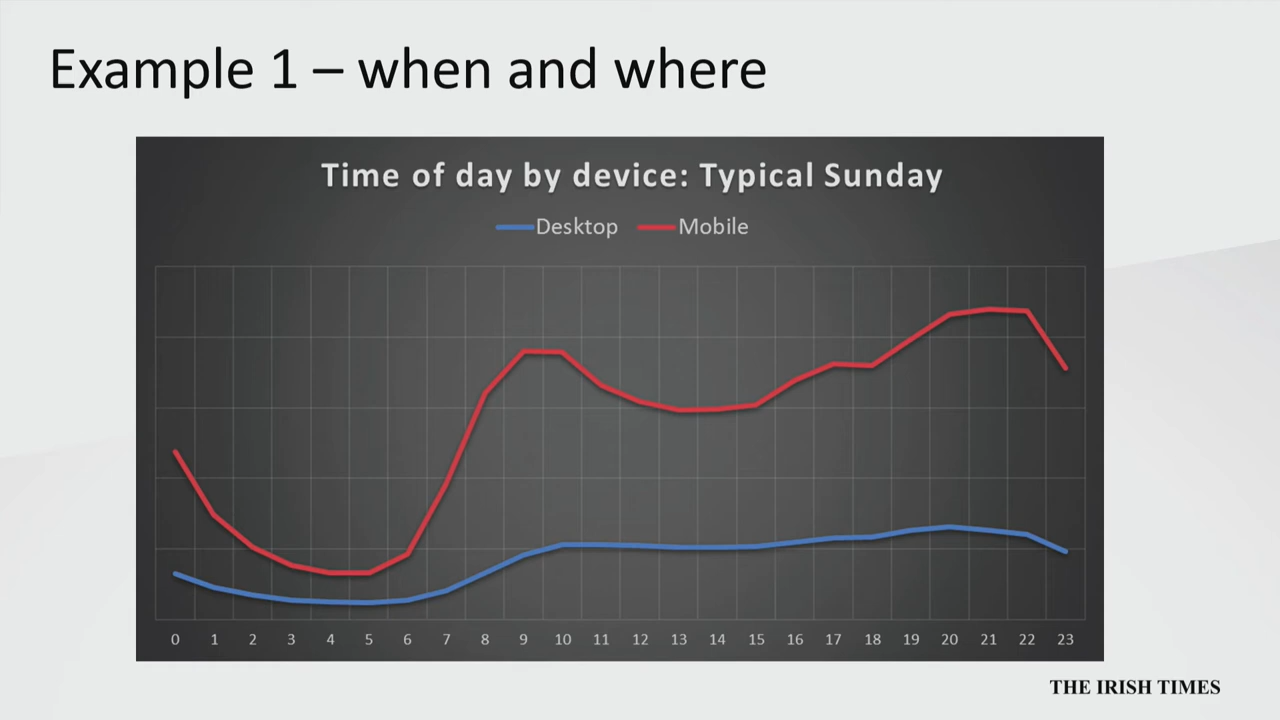 Example 1 – when and where
Time of day by device: Typical Sunday
Desktop Mobile
0 1 2 3 4 5 6 7 8 9 10 11 12 13 14 15 16 17 18 19 20 21 22 23
THE IRISH TIMES